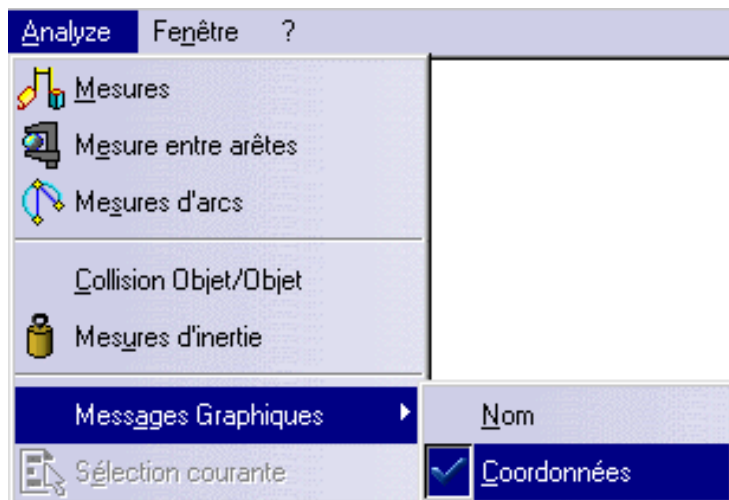 Analyze Fenêtre ?
Mesures
Mesure entre arêtes
Mesures d'arcs
Collision Objet/Objet
Mesures d'inertie
Messages Graphiques
Nom
Sélection courante
Coordonnées